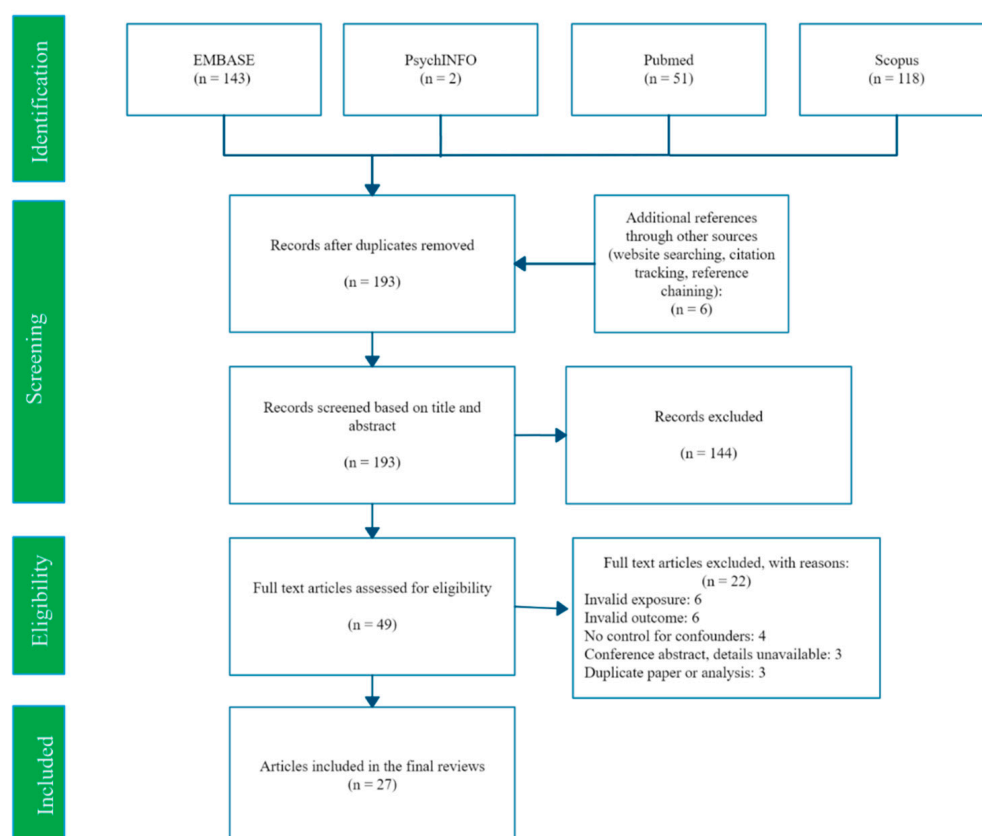 Identification
EMBASE
(n = 143)
PsychINFO
(n = 2)
Pubmed
(n = 51)
Scopus
(n = 118)
Screening
Records after duplicates removed
(n = 193)
Additional references
through other sources
(website searching, citation
tracking, reference
chaining):
(n = 6)
Records screened based on title and
abstract
(n = 193)
Records excluded
(n = 144)
Eligibility
Full text articles assessed for eligibility
(n = 49)
Full text articles excluded, with reasons:
(n = 22)
Invalid exposure: 6
Invalid outcome: 6
No control for confounders: 4
Conference abstract, details unavailable: 3
Duplicate paper or analysis: 3
Included
Articles included in the final reviews
(n = 27)